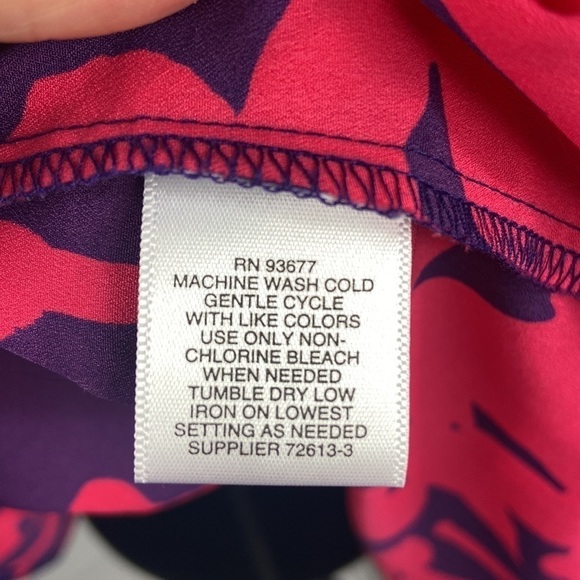 RN 93677
MACHINE WASH COLD
GENTLE CYCLE
WITH LIKE COLORS
USE ONLY NON-
CHLORINE BLEACH
WHEN NEEDED
TUMBLE DRY LOW
IRON ON LOWEST
SETTING AS NEEDED
SUPPLIER 72613-3